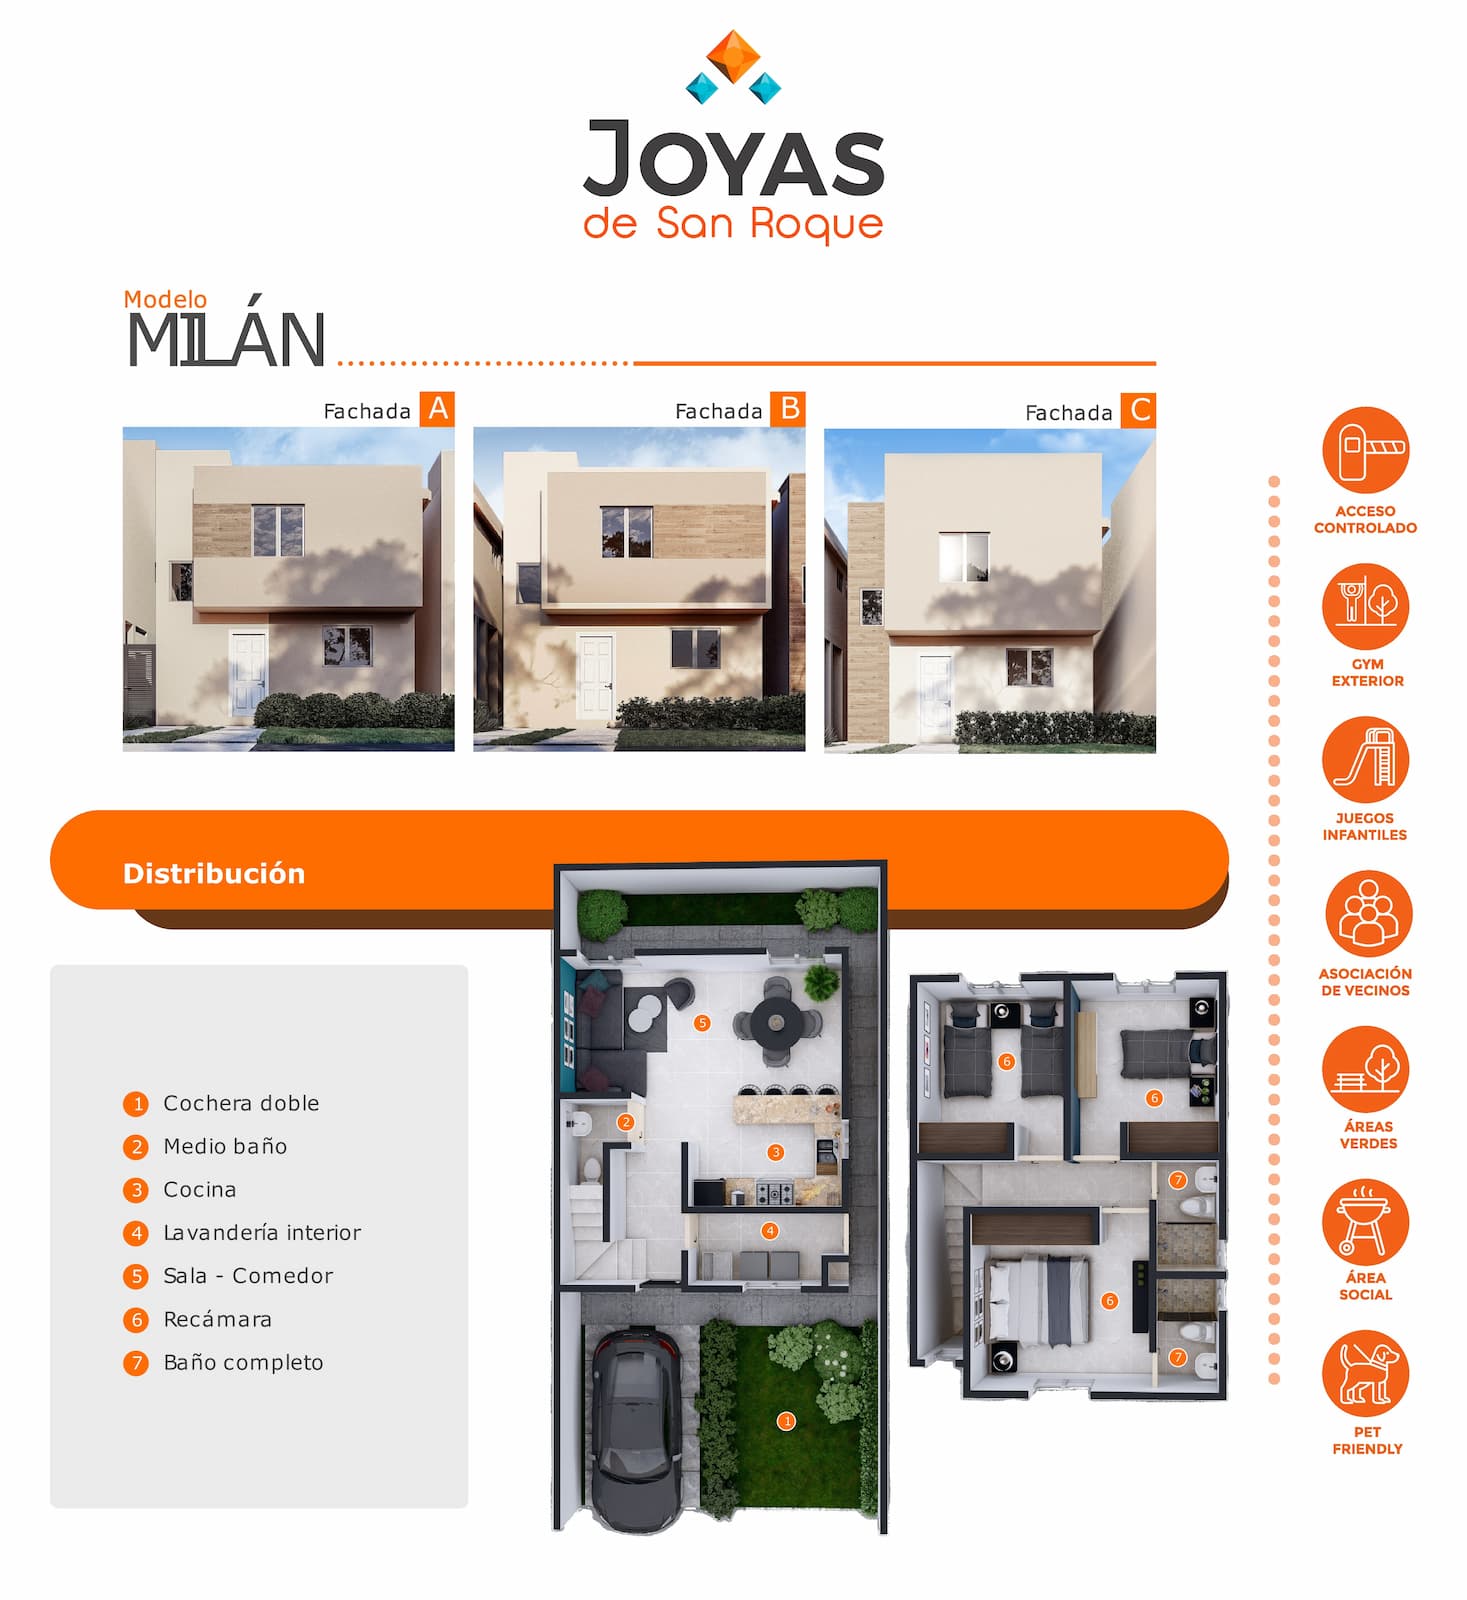 JOYAS
de San Roque
Modelo
MILÁN
Fachada A
Fachada B
Fachada C
Distribución
1 Cochera doble
2 Medio baño
3 Cocina
4 Lavandería interior
5 Sala - Comedor
6 Recámara
7 Baño completo
5
2
3
4
1
6
6
7
6
7
ACCESO
CONTROLADO
GYM
EXTERIOR
JUEGOS
INFANTILES
ASOCIACIÓN
DE VECINOS
ÁREAS
VERDES
ÁREA
SOCIAL
PET
FRIENDLY